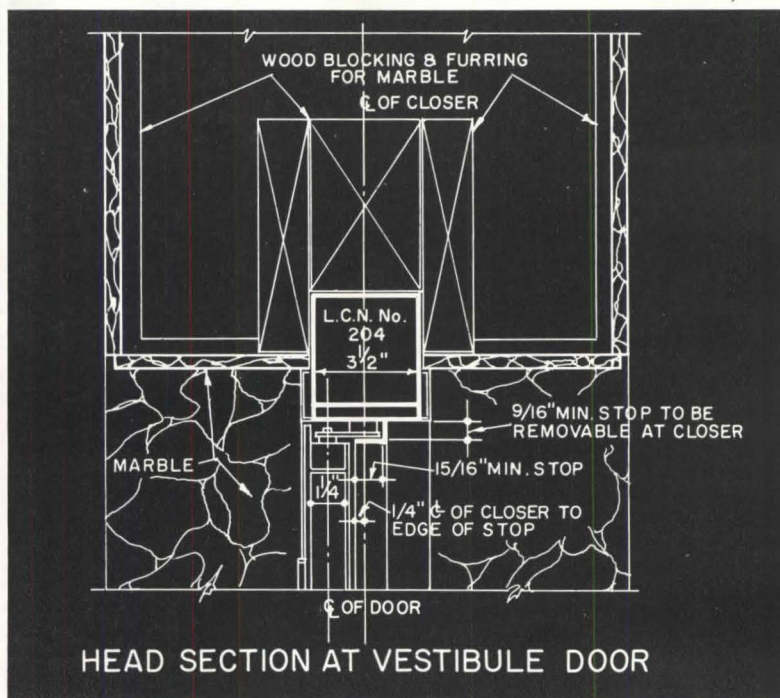 WOOD BLOCKING & FURRING
FOR MARBLE
℄ OF CLOSER
L.C.N. No.
204
3 1/2"
9/16" MIN. STOP TO BE
REMOVABLE AT CLOSER
MARBLE
15/16" MIN. STOP
1 1/4"
1/4" ℄ OF CLOSER TO
EDGE OF STOP
℄ OF DOOR
HEAD SECTION AT VESTIBULE DOOR